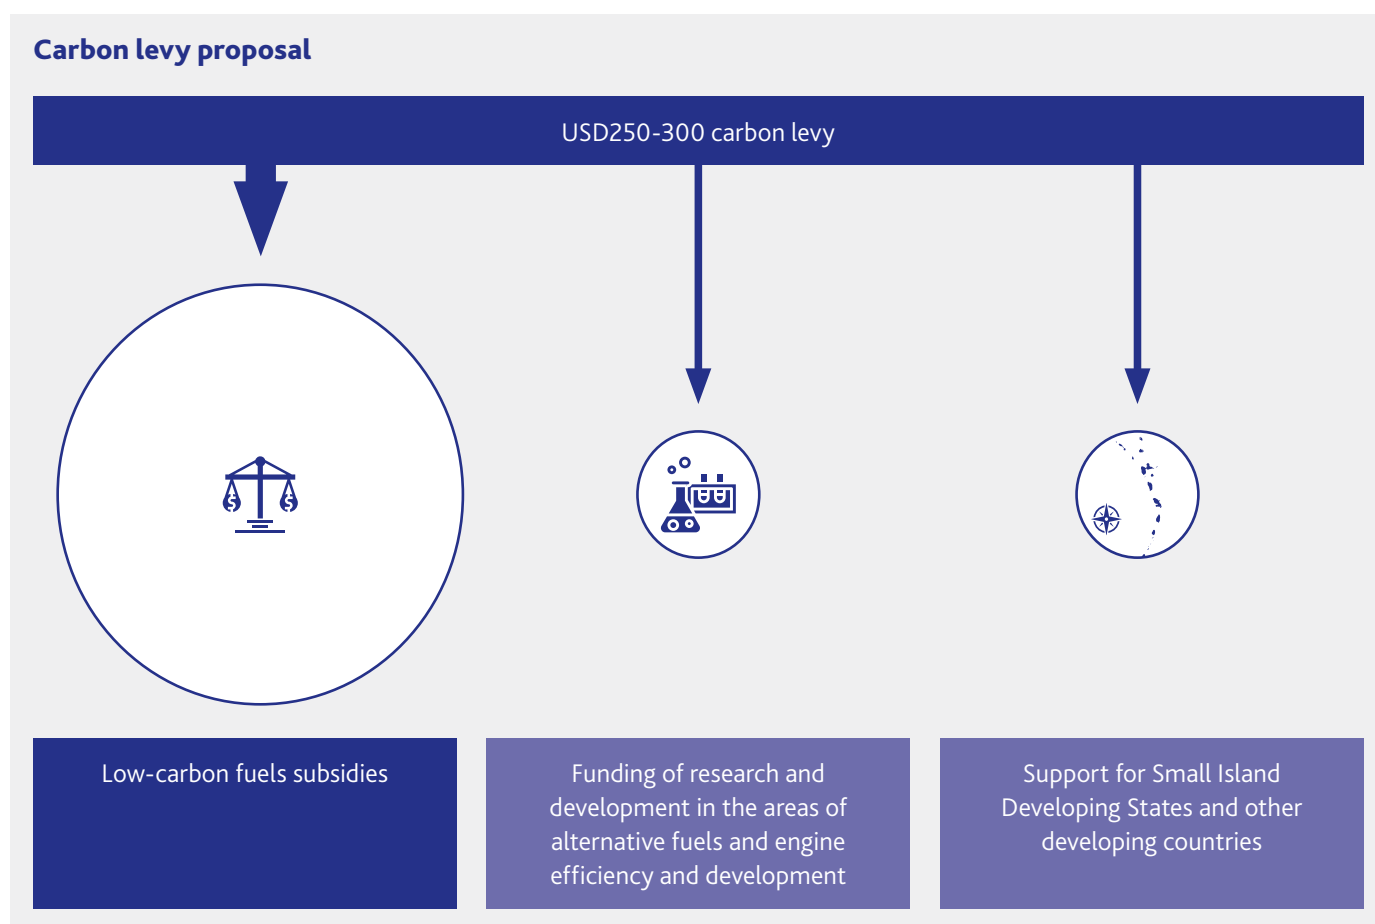 Carbon levy proposal
USD250-300 carbon levy
$ $
Low-carbon fuels subsidies
Funding of research and
development in the areas of
alternative fuels and engine
efficiency and development
Support for Small Island
Developing States and other
developing countries